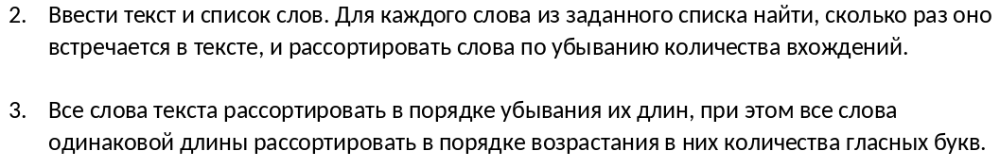 2. Ввести текст и список слов. Для каждого слова из заданного списка найти, сколько раз оно
встречается в тексте, и рассортировать слова по убыванию количества вхождений.
3. Все слова текста рассортировать в порядке убывания их длин, при этом все слова
одинаковой длины рассортировать в порядке возрастания в них количества гласных букв.